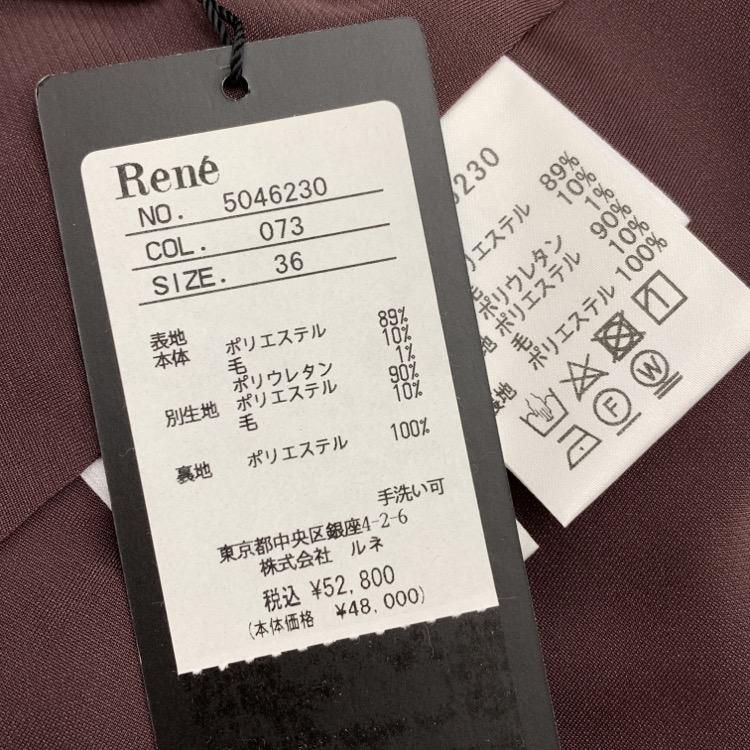 René
NO. 5046230
COL. 073
SIZE. 36
表地
本体 ポリエステル 89%
毛 10%
ポリウレタン 1%
別生地 ポリエステル 90%
毛 10%
裏地 ポリエステル 100%
手洗い可
東京都中央区銀座4-2-6
株式会社 ルネ
税込 ¥52,800
(本体価格 ¥48,000)
230
リエステル 89%
毛 10%
ポリウレタン 1%
地 ポリエステル 90%
毛 10%
地 ポリエステル 100%
F
W